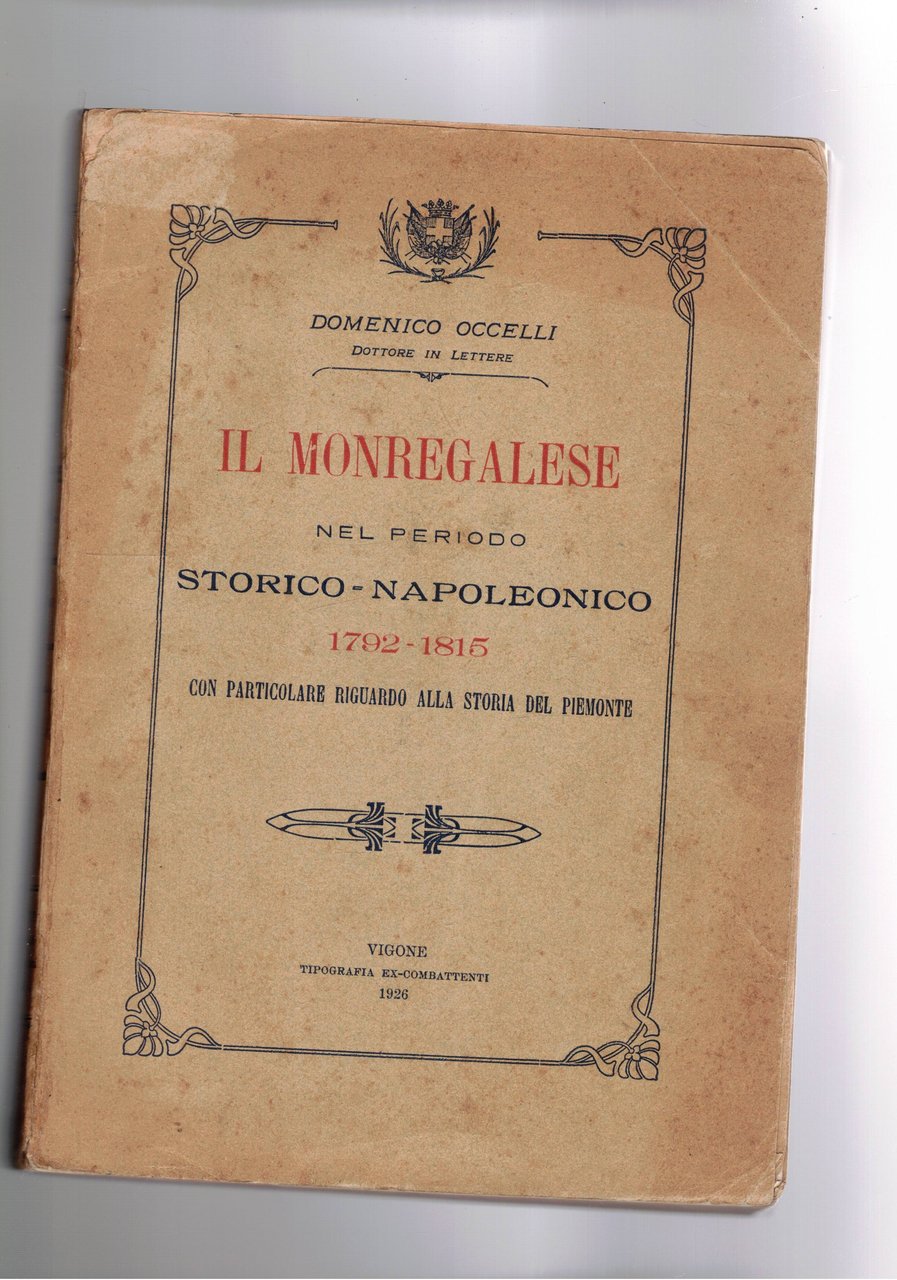 DOMENICO OCCELLI
DOTTORE IN LETTERE
IL MONREGALESE
NEL PERIODO
STORICO-NAPOLEONICO
1792-1815
CON PARTICOLARE RIGUARDO ALLA STORIA DEL PIEMONTE
VIGONE
TIPOGRAFIA EX-COMBATTENTI
1926